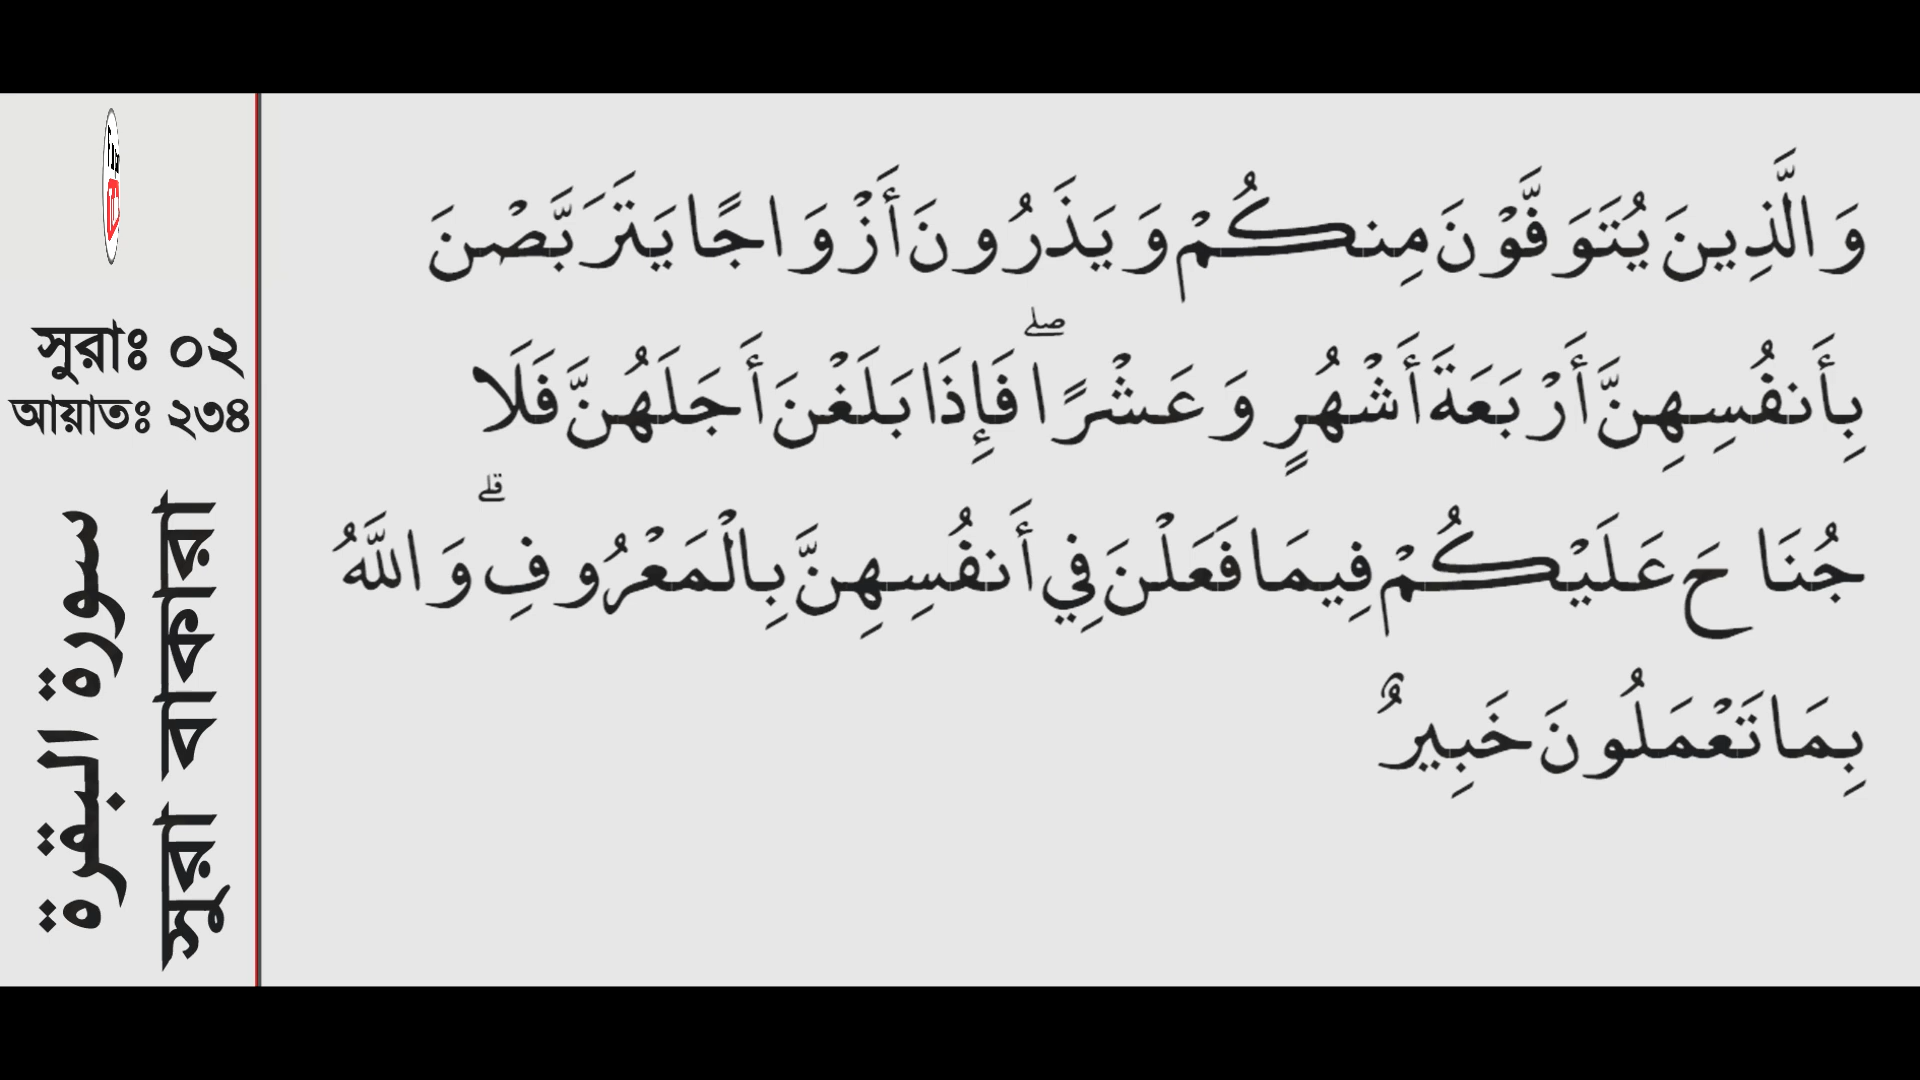 সুরাঃ ০২
আয়াতঃ ২৩৪
سورة البقرة
সুরা বাকারা
وَالَّذِينَ يُتَوَفَّوْنَ مِنكُمْ وَيَذَرُونَ أَزْوَاجًا يَتَرَبَّصْنَ
بِأَنفُسِهِنَّ أَرْبَعَةَ أَشْهُرٍ وَعَشْرًا ۖ فَإِذَا بَلَغْنَ أَجَلَهُنَّ فَلَا
جُنَاحَ عَلَيْكُمْ فِيمَا فَعَلْنَ فِي أَنفُسِهِنَّ بِالْمَعْرُوفِ ۗ وَاللَّهُ
بِمَا تَعْمَلُونَ خَبِيرٌ